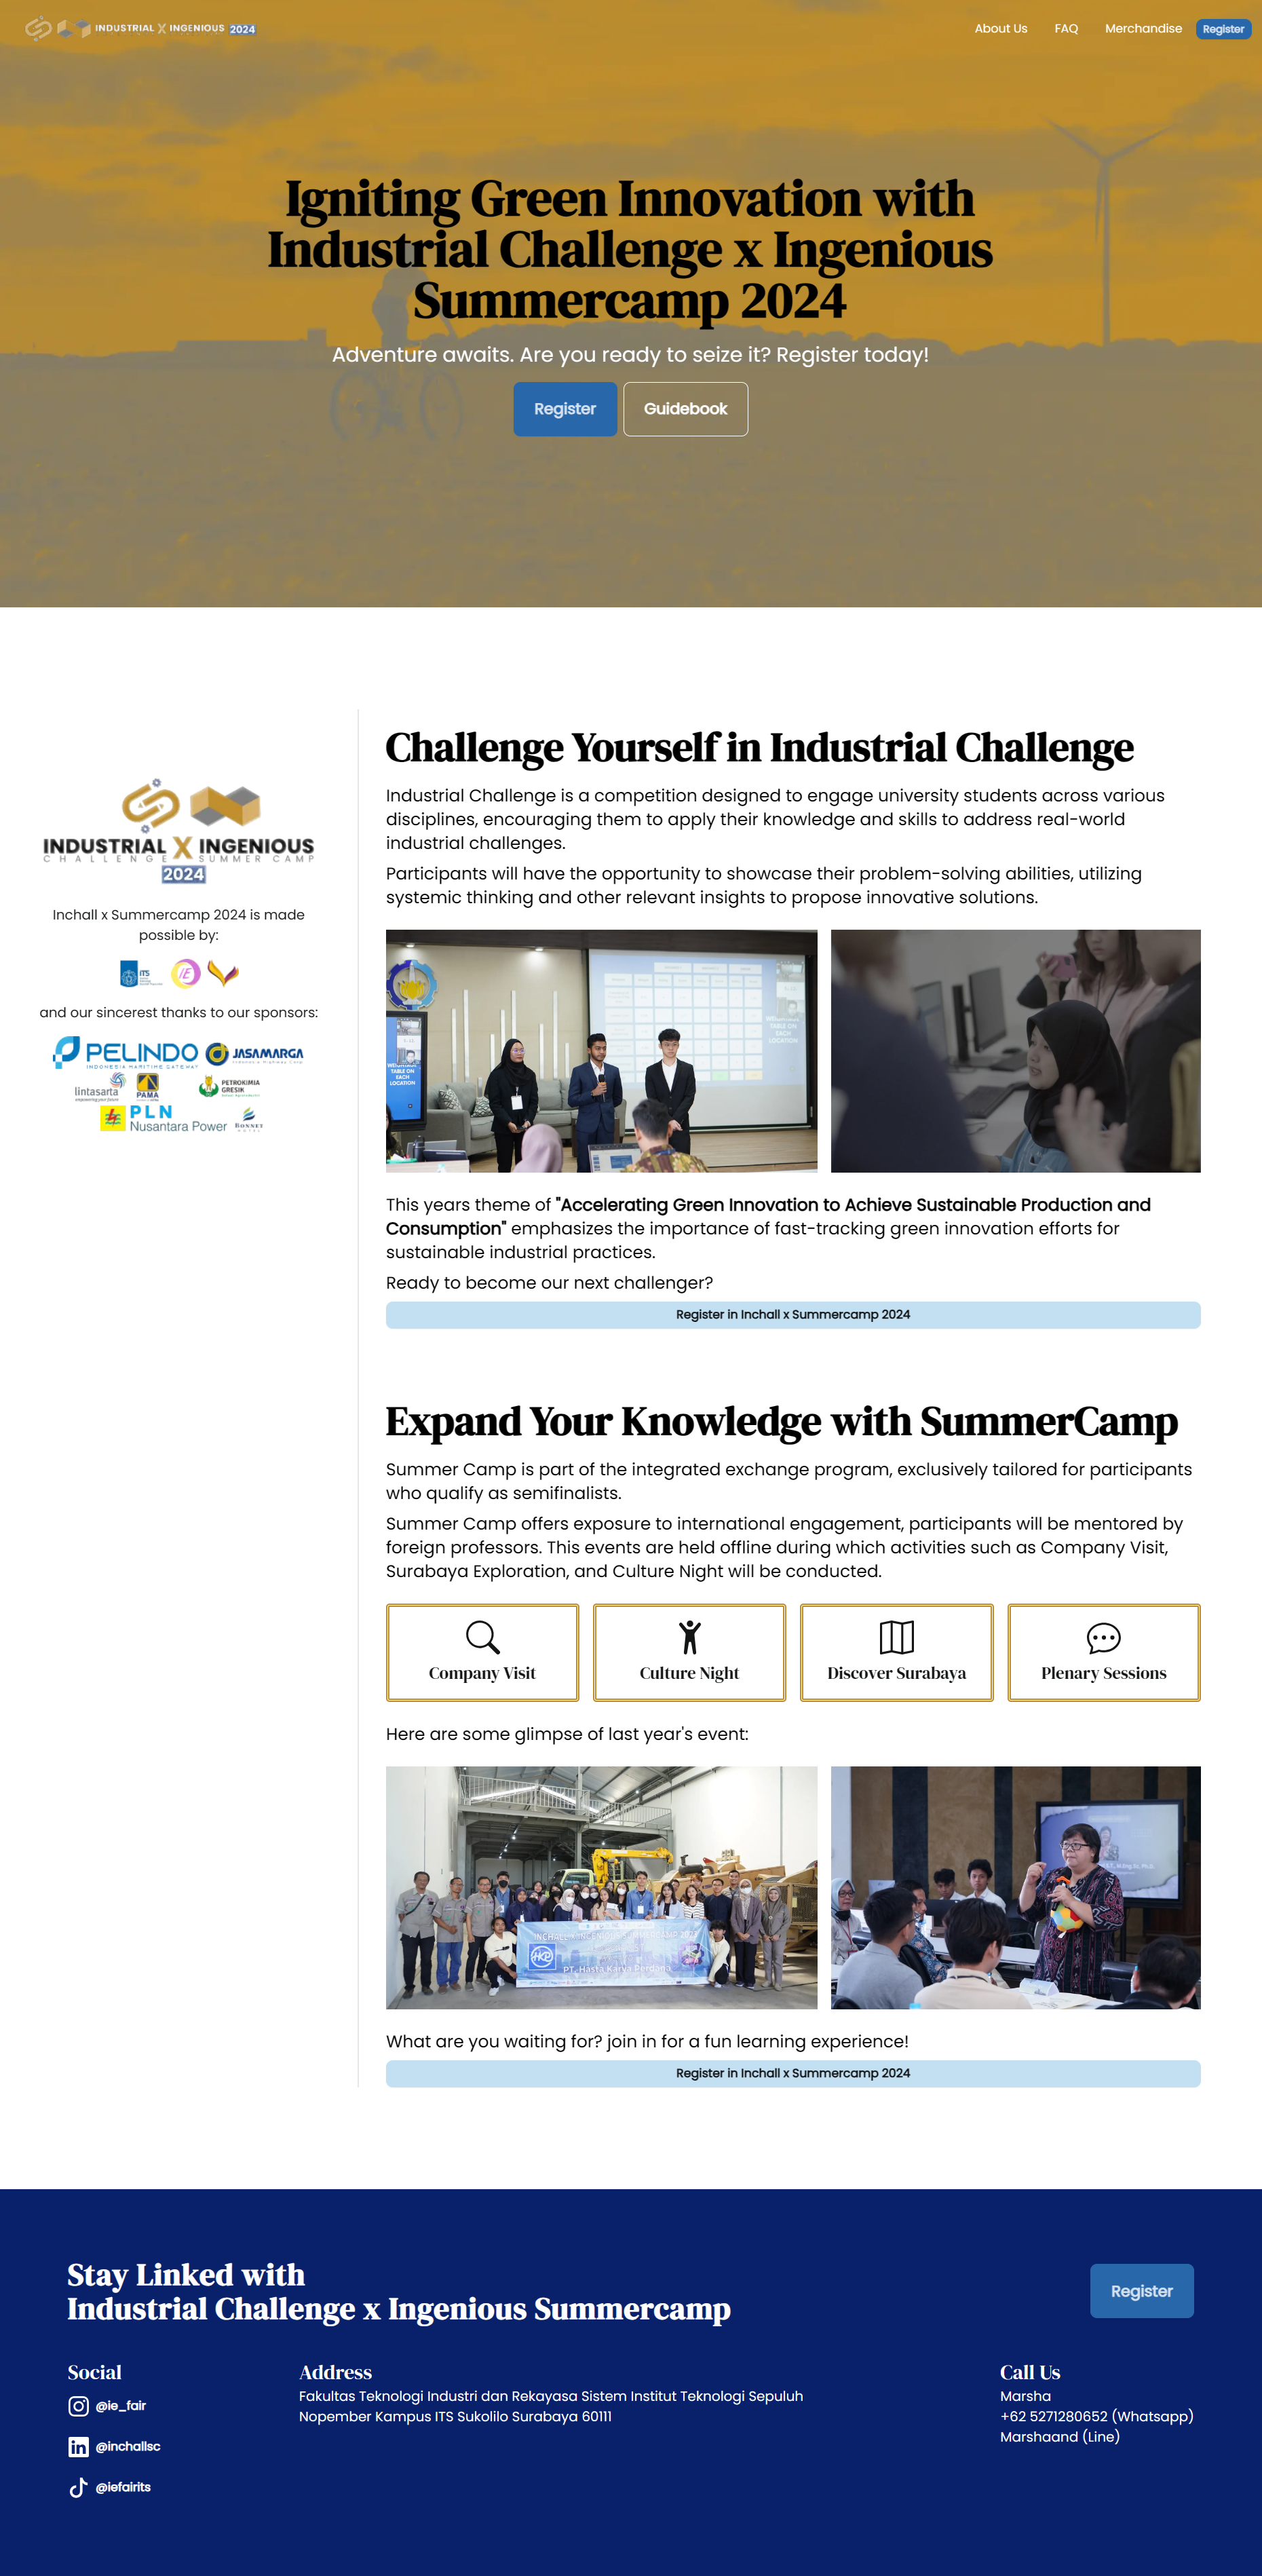 INDUSTRIAL X INGENIOUS 2024
About Us
FAQ
Merchandise
Register
Igniting Green Innovation with
Industrial Challenge x Ingenious
Summercamp 2024
Adventure awaits. Are you ready to seize it? Register today!
Register
Guidebook
INDUSTRIAL X INGENIOUS
CHALLENGE SUMMER CAMP
2024
Inchall x Summercamp 2024 is made
possible by:
ITS
IE
and our sincerest thanks to our sponsors:
PELINDO
INDONESIA MARITIME GATEWAY
JASAMARGA
lintasarta
PAMA
PETROKIMIA
GRESIK
PLN
Nusantara Power
BONNET
HOTEL
Challenge Yourself in Industrial Challenge
Industrial Challenge is a competition designed to engage university students across various
disciplines, encouraging them to apply their knowledge and skills to address real-world
industrial challenges.
Participants will have the opportunity to showcase their problem-solving abilities, utilizing
systemic thinking and other relevant insights to propose innovative solutions.
TABLE ON
EACH
LOCATION
TABLE ON
EACH
LOCATION
This years theme of "Accelerating Green Innovation to Achieve Sustainable Production and
Consumption" emphasizes the importance of fast-tracking green innovation efforts for
sustainable industrial practices.
Ready to become our next challenger?
Register in Inchall x Summercamp 2024
Expand Your Knowledge with SummerCamp
Summer Camp is part of the integrated exchange program, exclusively tailored for participants
who qualify as semifinalists.
Summer Camp offers exposure to international engagement, participants will be mentored by
foreign professors. This events are held offline during which activities such as Company Visit,
Surabaya Exploration, and Culture Night will be conducted.
Company Visit
Culture Night
Discover Surabaya
Plenary Sessions
Here are some glimpse of last year's event:
HKP
PT. Hasta Karya Perdana
What are you waiting for? join in for a fun learning experience!
Register in Inchall x Summercamp 2024
Stay Linked with
Industrial Challenge x Ingenious Summercamp
Register
Social
@ie_fair
@inchallsc
@iefairits
Address
Fakultas Teknologi Industri dan Rekayasa Sistem Institut Teknologi Sepuluh
Nopember Kampus ITS Sukolilo Surabaya 60111
Call Us
Marsha
+62 5271280652 (Whatsapp)
Marshaand (Line)